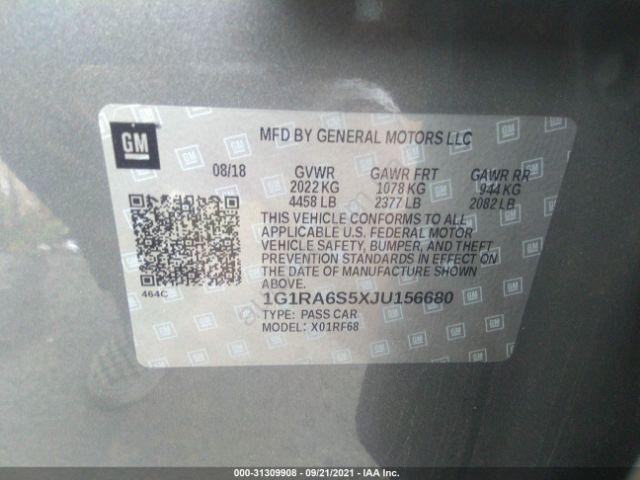 GM
MFD BY GENERAL MOTORS LLC
08/18 GVWR GAWR FRT GAWR RR
2022 KG 1078 KG 944 KG
4458 LB 2377 LB 2082 LB
THIS VEHICLE CONFORMS TO ALL
APPLICABLE U.S. FEDERAL MOTOR
VEHICLE SAFETY, BUMPER, AND THEFT
PREVENTION STANDARDS IN EFFECT ON
THE DATE OF MANUFACTURE SHOWN
ABOVE.
464C
1G1RA6S5XJU156680
TYPE: PASS CAR
MODEL: X01RF68
000-31309908 - 09/21/2021 - IAA Inc.